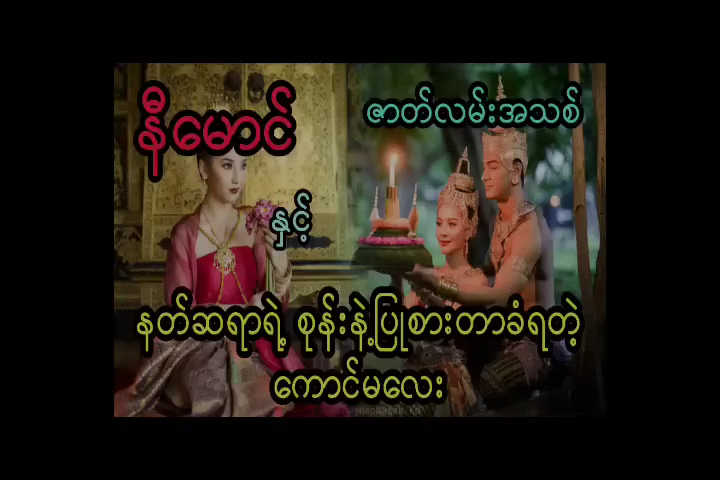 နီမောင်
ဇာတ်လမ်းအသစ်
နှင့်
နတ်ဆရာရဲ့ စုန်းနဲ့ပြုစားတာခံရတဲ့
ကောင်မလေး